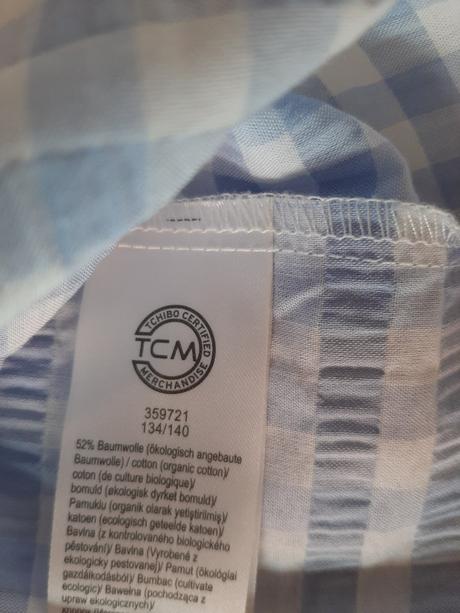 TCHIBO CERTIFIED
TCM
MERCHANDISE
359721
134/140
52% Baumwolle (ökologisch angebaute
Baumwolle) / cotton (organic cotton)/
coton (de culture biologique)/
bomuld (økologisk dyrket bomuld)/
Pamuklu (organik olarak yetiştirilmiş)/
katoen (ecologisch geteelde katoen)/
Bavlna (z kontrolovaného biologického
pěstování)/ Bavlna (Vyrobené z
ekologicky pestovanej)/ Pamut (ökológiai
gazdálkodásból)/ Bumbac (cultivate
ecologic)/ Bawełna (pochodząca z
upraw ekologicznych)/